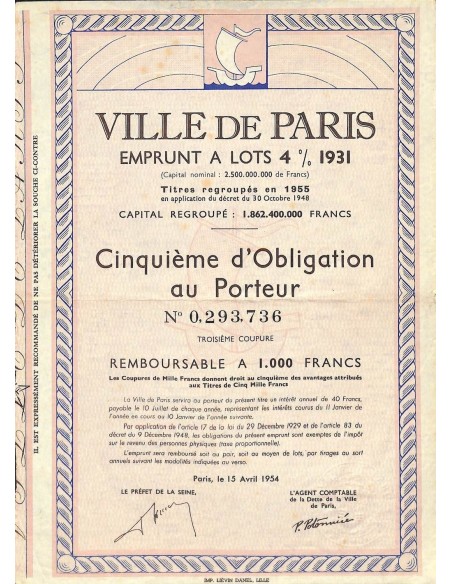 VILLE DE PARIS
EMPRUNT A LOTS 4 % 1931
(Capital nominal : 2.500.000.000 de Francs)
Titres regroupés en 1955
en application du décret du 30 Octobre 1948
CAPITAL REGROUPÉ : 1.862.400.000 FRANCS
Cinquième d'Obligation
au Porteur
No 0,293,736
TROISIÈME COUPURE
REMBOURSABLE A 1.000 FRANCS
Les Coupures de Mille Francs donnent droit au cinquième des avantages attribués
aux Titres de Cinq Mille Francs
La Ville de Paris servira au porteur du présent titre un intérêt annuel de 40 Francs,
payable le 10 Juillet de chaque année, représentant les intérêts courus du 11 Janvier de
l'année en cours au 10 Janvier de l'année suivante.
Par application de l'article 17 de la loi du 29 Décembre 1929 et de l'article 83 du
décret du 9 Décembre 1948, les obligations du présent emprunt sont exemptes de l'impôt
sur le revenu des personnes physiques (taxe proportionnelle).
L'emprunt sera remboursé soit au pair, soit au moyen de lots, par tirages au sort
annuels suivant les modalités indiquées au verso.
Paris, le 15 Avril 1954
LE PRÉFET DE LA SEINE,
L'AGENT COMPTABLE
de la Dette de la Ville
de Paris,
IMP. LIÉVIN DANEL, LILLE
IL EST EXPRESSÉMENT RECOMMANDÉ DE NE PAS DÉTÉRIORER LA SOUCHE CI-CONTRE